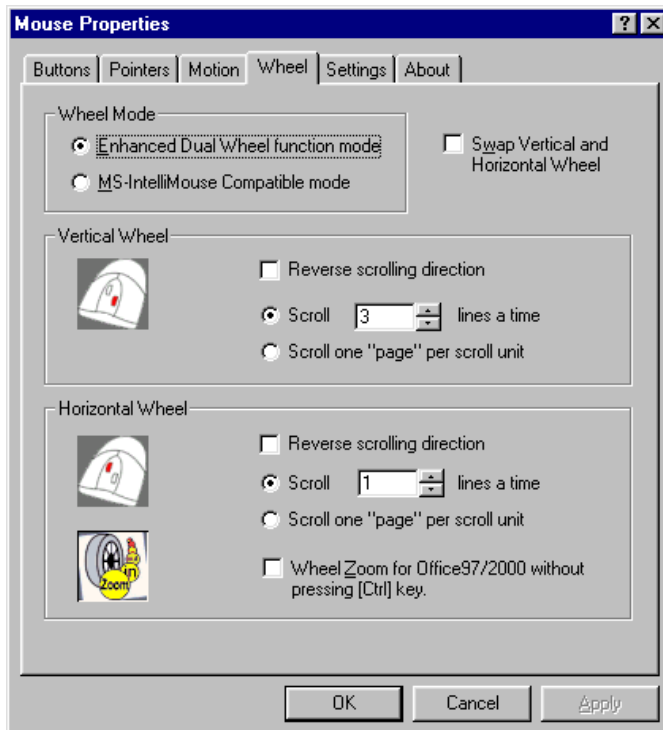 Mouse Properties
? X
Buttons Pointers Motion Wheel Settings About
Wheel Mode
Enhanced Dual Wheel function mode
MS-IntelliMouse Compatible mode
Swap Vertical and
Horizontal Wheel
Vertical Wheel
Reverse scrolling direction
Scroll 3 lines a time
Scroll one "page" per scroll unit
Horizontal Wheel
Reverse scrolling direction
Scroll 1 lines a time
Scroll one "page" per scroll unit
Zoom in
Wheel Zoom for Office97/2000 without
pressing [Ctrl] key.
OK Cancel Apply